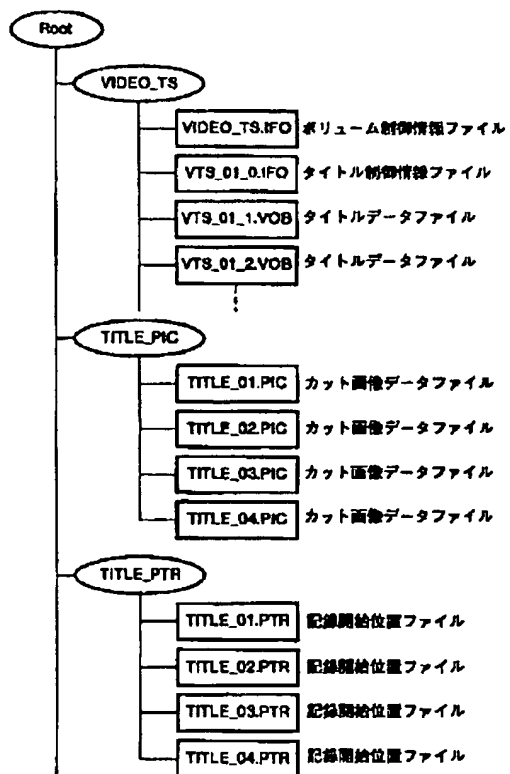 Root
VIDEO_TS
VIDEO_TS.IFO ボリューム制御情報ファイル
VTS_01_0.IFO タイトル制御情報ファイル
VTS_01_1.VOB タイトルデータファイル
VTS_01_2.VOB タイトルデータファイル
TITLE_PIC
TITLE_01.PIC カット画像データファイル
TITLE_02.PIC カット画像データファイル
TITLE_03.PIC カット画像データファイル
TITLE_04.PIC カット画像データファイル
TITLE_PTR
TITLE_01.PTR 記録開始位置ファイル
TITLE_02.PTR 記録開始位置ファイル
TITLE_03.PTR 記録開始位置ファイル
TITLE_04.PTR 記録開始位置ファイル